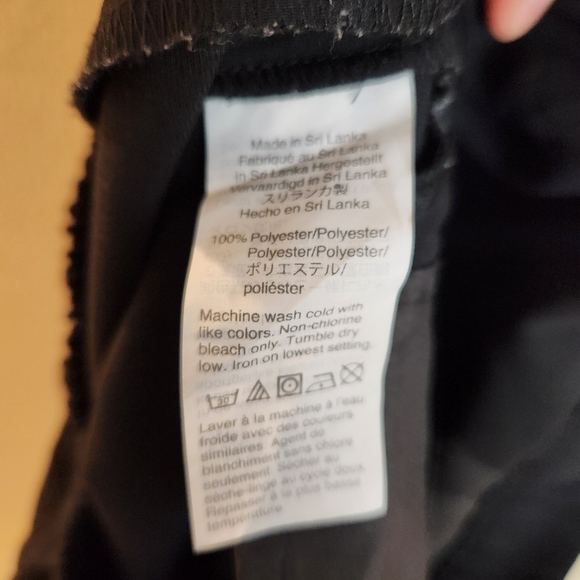 Made in Sri Lanka
Fabriqué au Sri Lanka
in Sri Lanka Hergestellt
vervaardigd in Sri Lanka
スリランカ製
Hecho en Sri Lanka
100% Polyester/Polyester/
Polyester/Polyester/
ポリエステル/
poliéster
Machine wash cold with
like colors. Non-chlorine
bleach only. Tumble dry
low. Iron on lowest setting.
30
Laver à la machine à l'eau
froide avec des couleurs
similaires. Agent de
blanchiment sans chlore
seulement. Sécher au
sèche-linge au cycle doux.
Repasser à la plus basse
température.